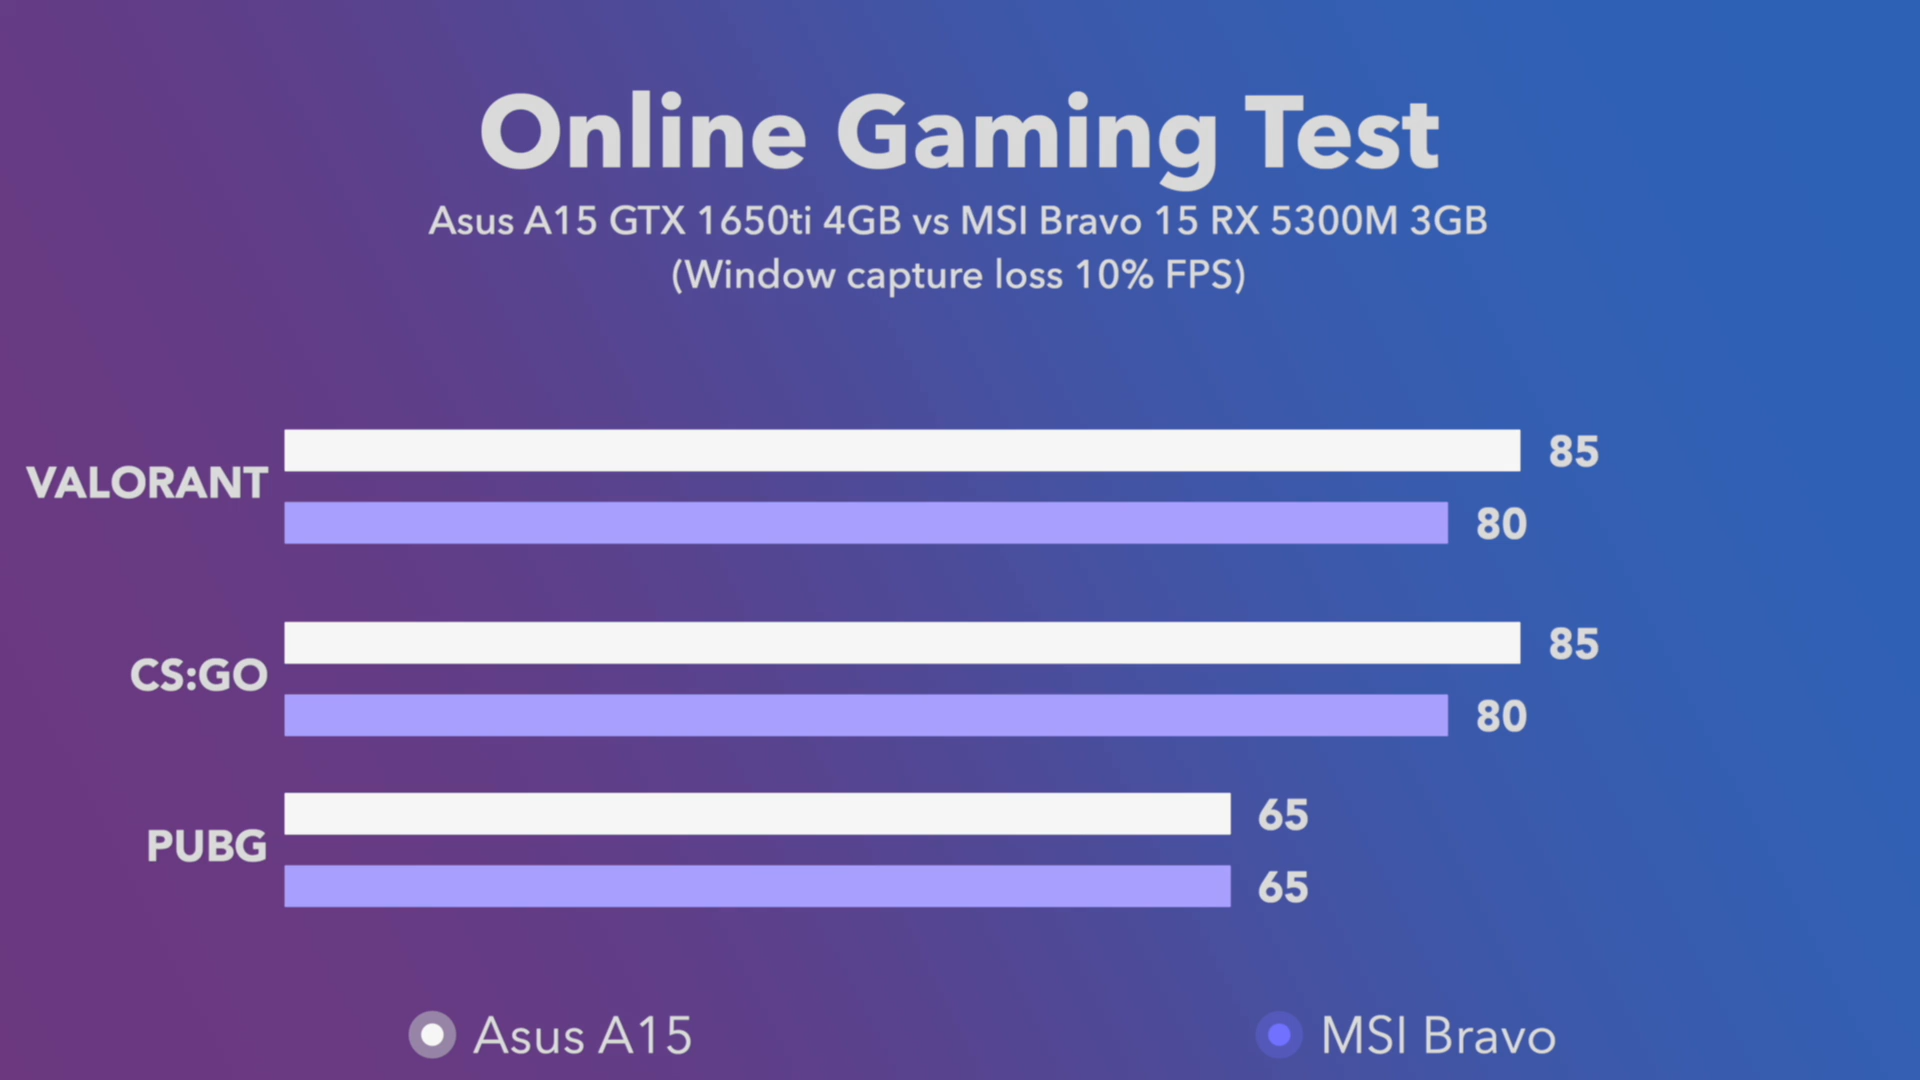 Online Gaming Test
Asus A15 GTX 1650ti 4GB vs MSI Bravo 15 RX 5300M 3GB
(Window capture loss 10% FPS)
VALORANT
85
80
CS:GO
85
80
PUBG
65
65
Asus A15
MSI Bravo